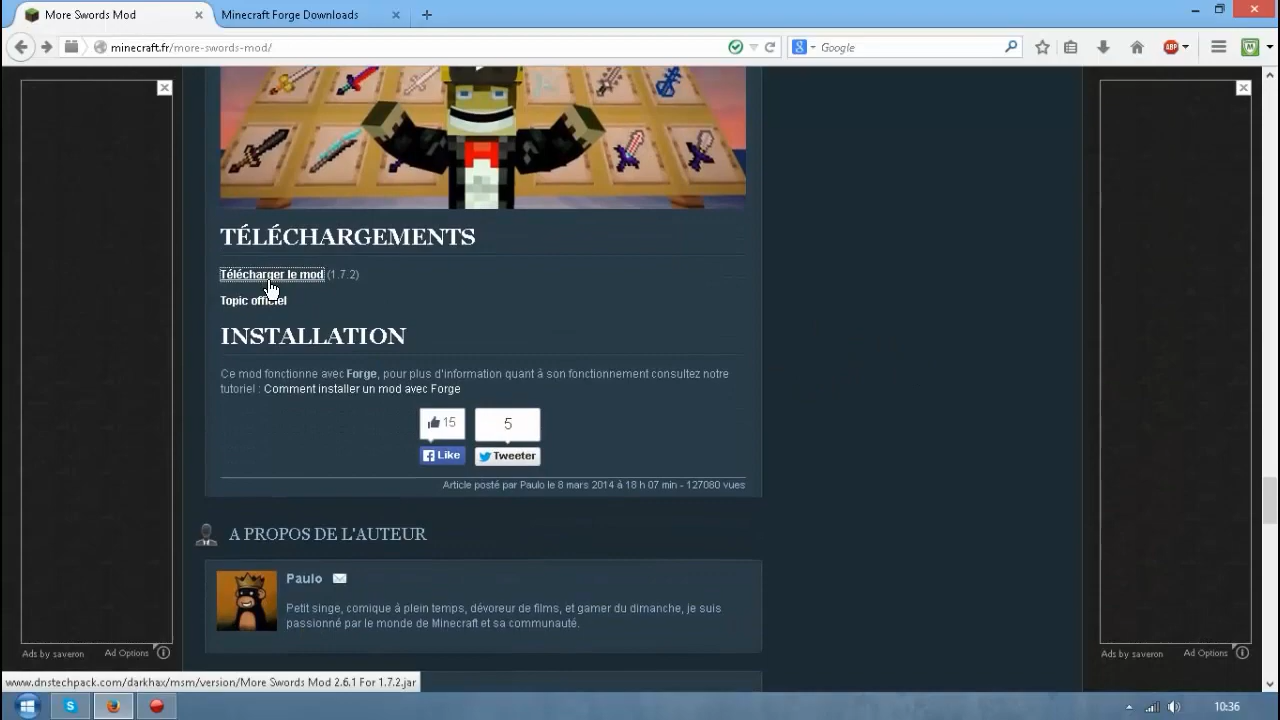 More Swords Mod
Minecraft Forge Downloads
minecraft.fr/more-swords-mod/
Google
ABP
TÉLÉCHARGEMENTS
Télécharger le mod (1.7.2)
Topic officiel
INSTALLATION
Ce mod fonctionne avec Forge, pour plus d'information quant à son fonctionnement consultez notre
tutoriel : Comment installer un mod avec Forge
15
5
Like
Tweeter
Article posté par Paulo le 8 mars 2014 à 18 h 07 min - 127080 vues
A PROPOS DE L'AUTEUR
Paulo
Petit singe, comique à plein temps, dévoreur de films, et gamer du dimanche, je suis
passionné par le monde de Minecraft et sa communauté.
Ads by saveron
Ad Options
Ads by saveron
Ad Options
www.dnstechpack.com/darkhax/msm/version/More Swords Mod 2.6.1 For 1.7.2.jar
10:36